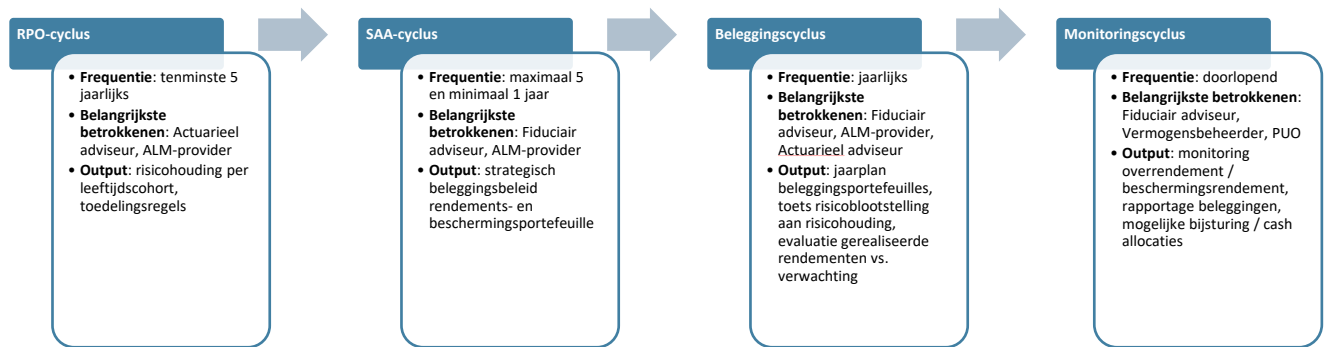 RPO-cyclus
• Frequentie: tenminste 5
jaarlijks
• Belangrijkste
betrokkenen: Actuarieel
adviseur, ALM-provider
• Output: risicohouding per
leeftijdscohort,
toedelingsregels
SAA-cyclus
• Frequentie: maximaal 5
en minimaal 1 jaar
• Belangrijkste
betrokkenen: Fiduciair
adviseur, ALM-provider
• Output: strategisch
beleggingsbeleid
rendements- en
beschermingsportefeuille
Beleggingscyclus
• Frequentie: jaarlijks
• Belangrijkste
betrokkenen: Fiduciair
adviseur, ALM-provider,
Actuarieel adviseur
• Output: jaarplan
beleggingsportefeuilles,
toets risicoblootstelling
aan risicohouding,
evaluatie gerealiseerde
rendementen vs.
verwachting
Monitoringscyclus
• Frequentie: doorlopend
• Belangrijkste betrokkenen:
Fiduciair adviseur,
Vermogensbeheerder, PUO
• Output: monitoring
overrendement /
beschermingsrendement,
rapportage beleggingen,
mogelijke bijsturing / cash
allocaties